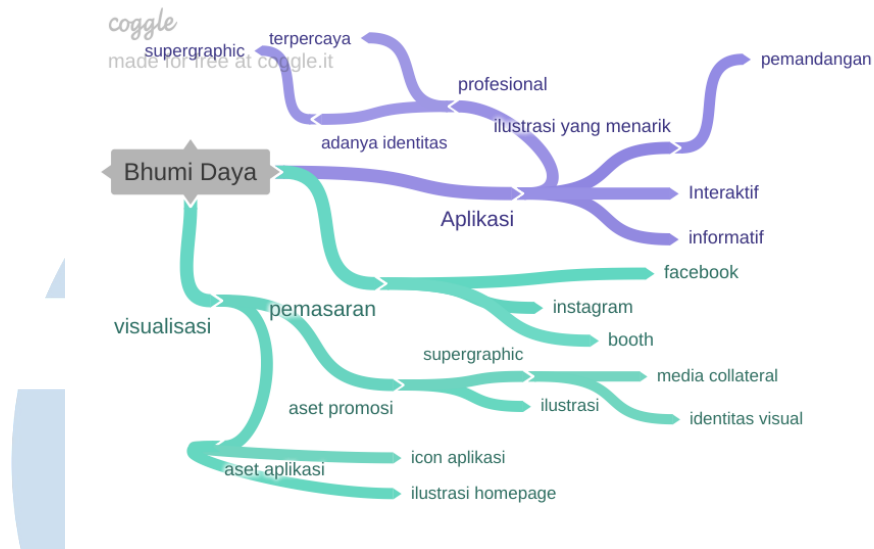 coggle
made for free at coggle.it
supergraphic
terpercaya
profesional
adanya identitas
ilustrasi yang menarik
pemandangan
Bhumi Daya
Aplikasi
Interaktif
informatif
pemasaran
facebook
instagram
booth
visualisasi
supergraphic
media collateral
aset promosi
ilustrasi
identitas visual
aset aplikasi
icon aplikasi
ilustrasi homepage